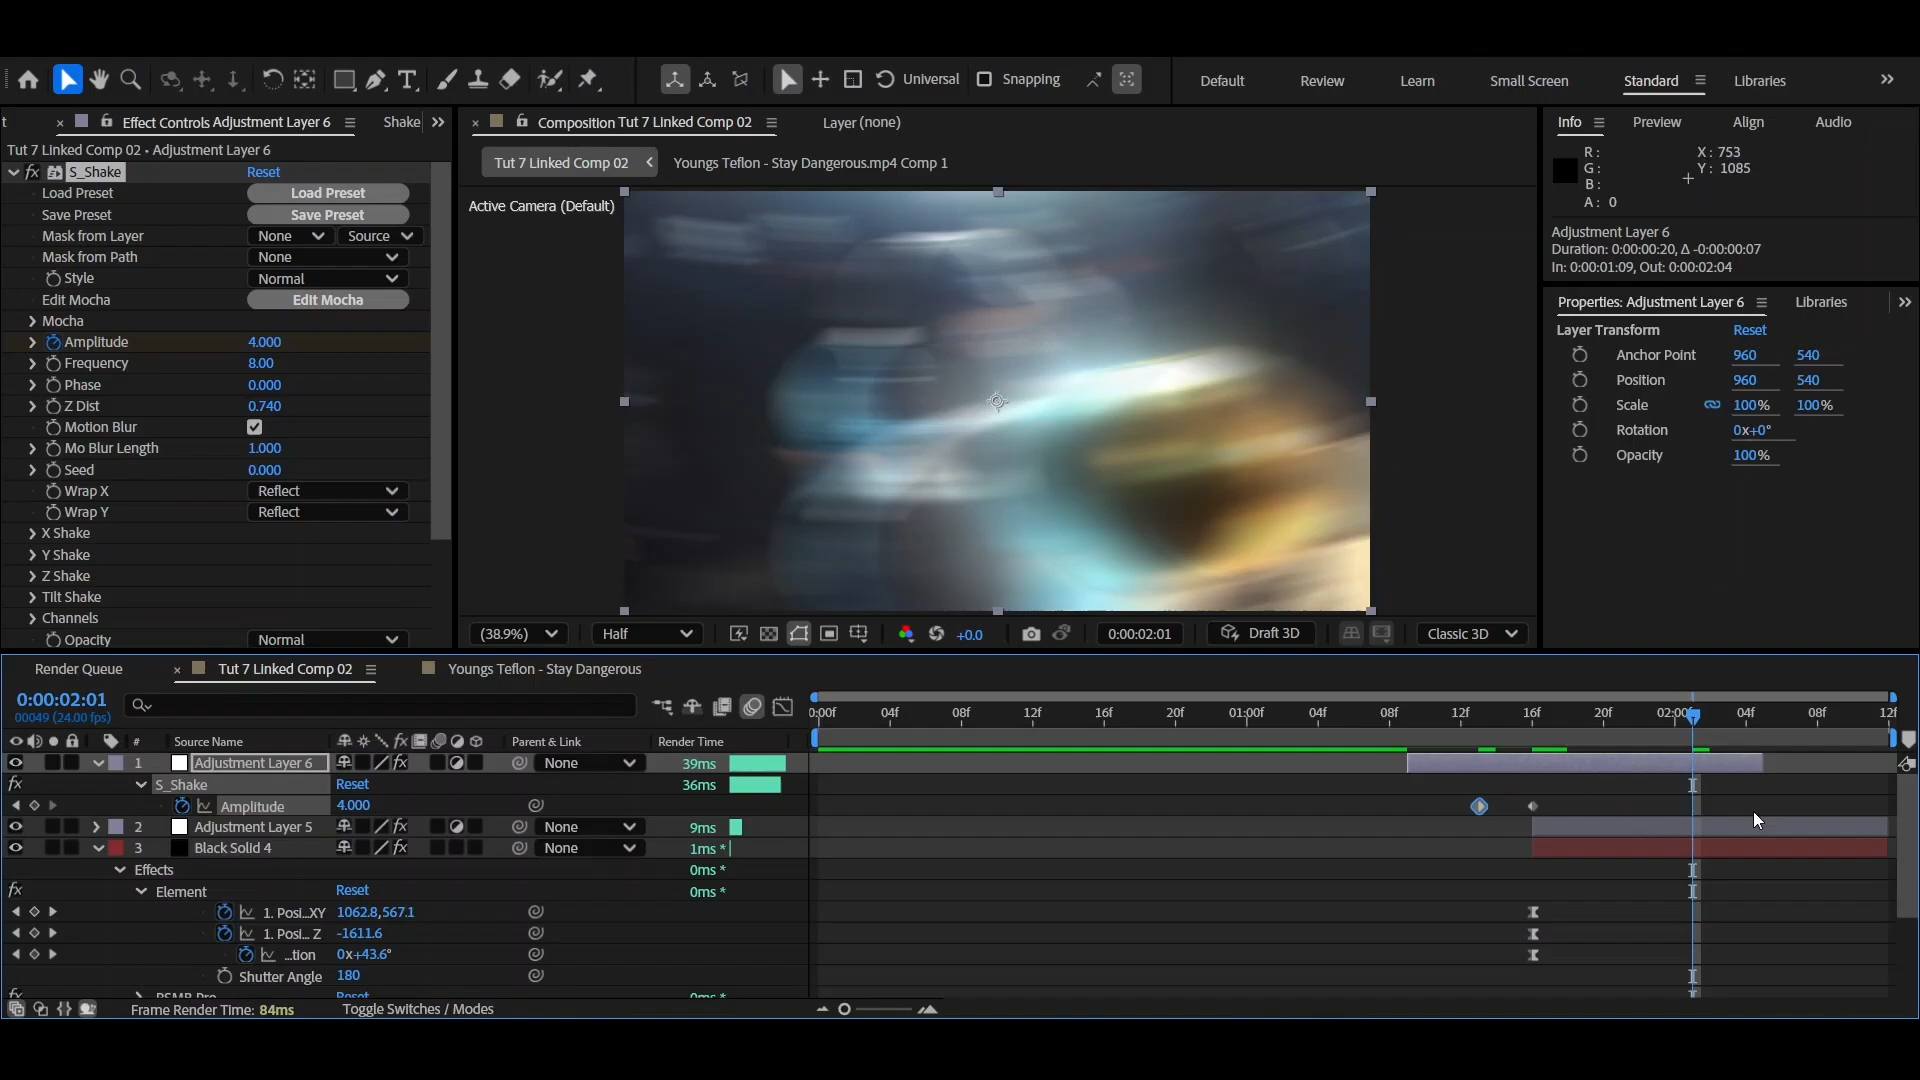 Universal Snapping Default Review Learn Small Screen Standard Libraries
t Effect Controls Adjustment Layer 6 Shake
Composition Tut 7 Linked Comp 02 Layer (none)
Info Preview Align Audio
Tut 7 Linked Comp 02 • Adjustment Layer 6
Tut 7 Linked Comp 02 Youngs Teflon - Stay Dangerous.mp4 Comp 1
R : X : 753
G : Y : 1085
B :
A : 0
Adjustment Layer 6
Duration: 0:00:00:20, Δ -0:00:00:07
In: 0:00:01:09, Out: 0:00:02:04
fx S_Shake Reset
Load Preset Load Preset
Save Preset Save Preset
Mask from Layer None Source
Mask from Path None
Style Normal
Edit Mocha Edit Mocha
Mocha
Amplitude 4.000
Frequency 8.00
Phase 0.000
Z Dist 0.740
Motion Blur
Mo Blur Length 1.000
Seed 0.000
Wrap X Reflect
Wrap Y Reflect
X Shake
Y Shake
Z Shake
Tilt Shake
Channels
Opacity Normal
Active Camera (Default)
(38.9%) Half +0.0 0:00:02:01 Draft 3D Classic 3D
Properties: Adjustment Layer 6 Libraries
Layer Transform Reset
Anchor Point 960 540
Position 960 540
Scale 100% 100%
Rotation 0x+0°
Opacity 100%
Render Queue Tut 7 Linked Comp 02 Youngs Teflon - Stay Dangerous
0:00:02:01
00049 (24.00 fps)
0:00f 04f 08f 12f 16f 20f 01:00f 04f 08f 12f 16f 20f 02:00f 04f 08f 12f
# Source Name fx Parent & Link Render Time
1 Adjustment Layer 6 fx None 39ms
fx S_Shake Reset 36ms
Amplitude 4.000
2 Adjustment Layer 5 fx None 9ms
3 Black Solid 4 fx None 1ms *
Effects 0ms *
fx Element Reset 0ms *
1. Posi...XY 1062.8,567.1
1. Posi... Z -1611.6
...tion 0x+43.6°
Shutter Angle 180
fx RSMB Pro Reset 0ms *
Frame Render Time: 84ms Toggle Switches / Modes